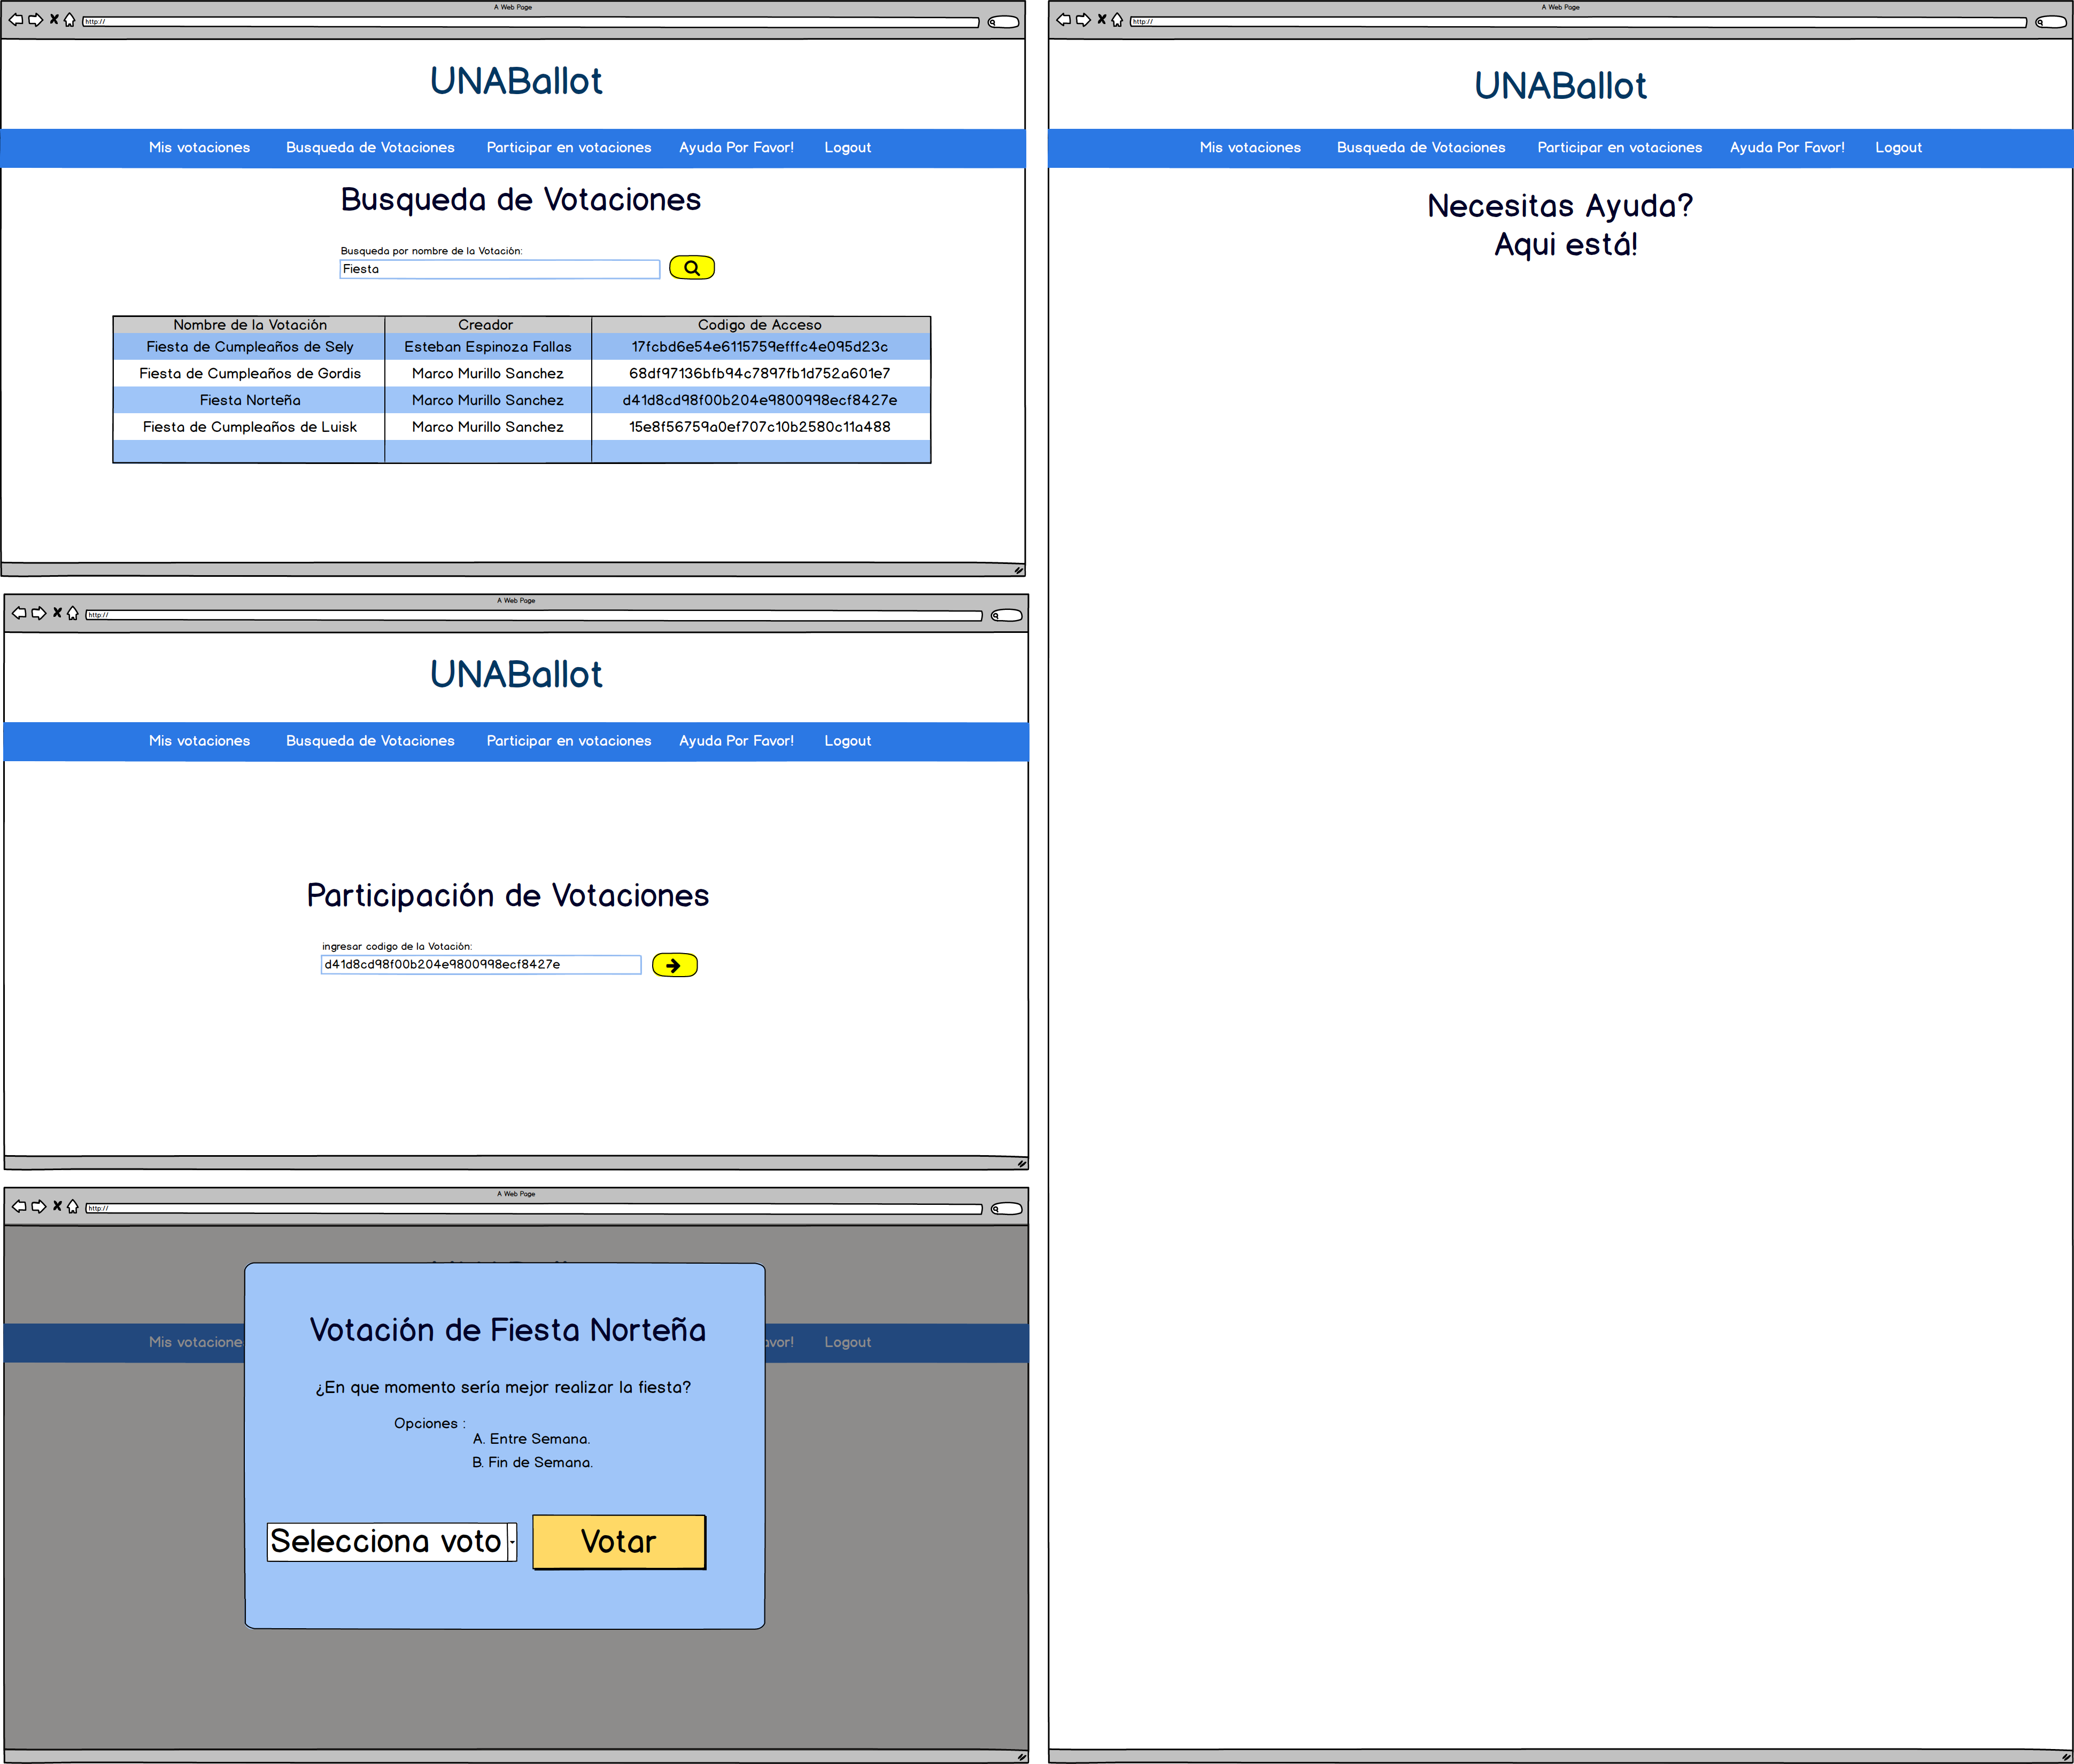 A Web Page
http://
UNABallot
Mis votaciones Busqueda de Votaciones Participar en votaciones Ayuda Por Favor! Logout
Busqueda de Votaciones
Busqueda por nombre de la Votación:
Fiesta
Nombre de la Votación Creador Codigo de Acceso
Fiesta de Cumpleaños de Sely Esteban Espinoza Fallas 17fcbd6e54e6115759efffc4e095d23c
Fiesta de Cumpleaños de Gordis Marco Murillo Sanchez 68df97136bfb94c7897fb1d752a601e7
Fiesta Norteña Marco Murillo Sanchez d41d8cd98f00b204e9800998ecf8427e
Fiesta de Cumpleaños de Luisk Marco Murillo Sanchez 15e8f56759a0ef707c10b2580c11a488
A Web Page
http://
UNABallot
Mis votaciones Busqueda de Votaciones Participar en votaciones Ayuda Por Favor! Logout
Participación de Votaciones
ingresar codigo de la Votación:
d41d8cd98f00b204e9800998ecf8427e
A Web Page
http://
Mis votacione avor! Logout
Votación de Fiesta Norteña
¿En que momento sería mejor realizar la fiesta?
Opciones :
A. Entre Semana.
B. Fin de Semana.
Selecciona voto Votar
A Web Page
http://
UNABallot
Mis votaciones Busqueda de Votaciones Participar en votaciones Ayuda Por Favor! Logout
Necesitas Ayuda?
Aqui está!